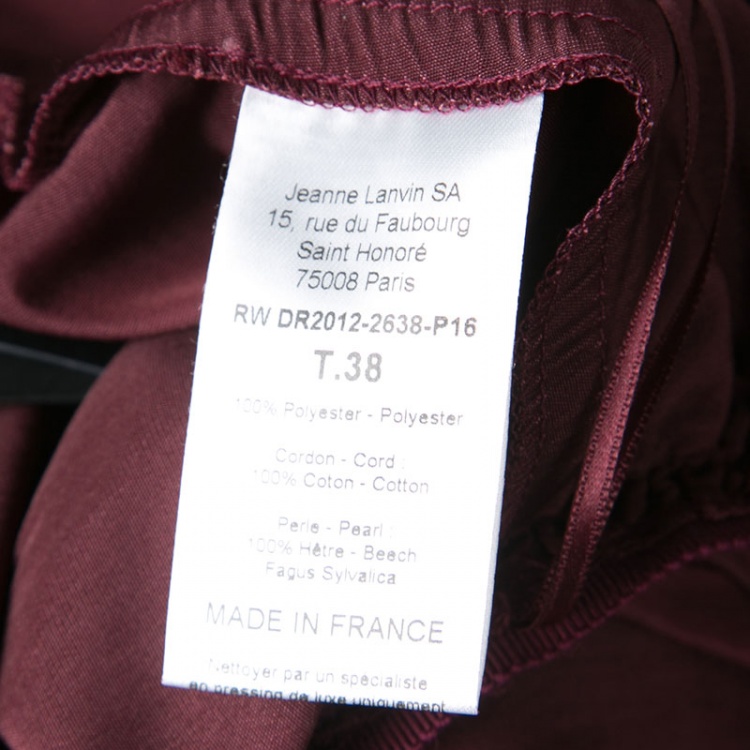 Jeanne Lanvin SA
15, rue du Faubourg
Saint Honoré
75008 Paris
RW DR2012-2638-P16
T.38
100% Polyester - Polyester
Cordon - Cord :
100% Coton - Cotton
Perle - Pearl :
100% Hêtre - Beech
Fagus Sylvalica
MADE IN FRANCE
Nettoyer par un spécialiste
en pressing de luxe uniquement